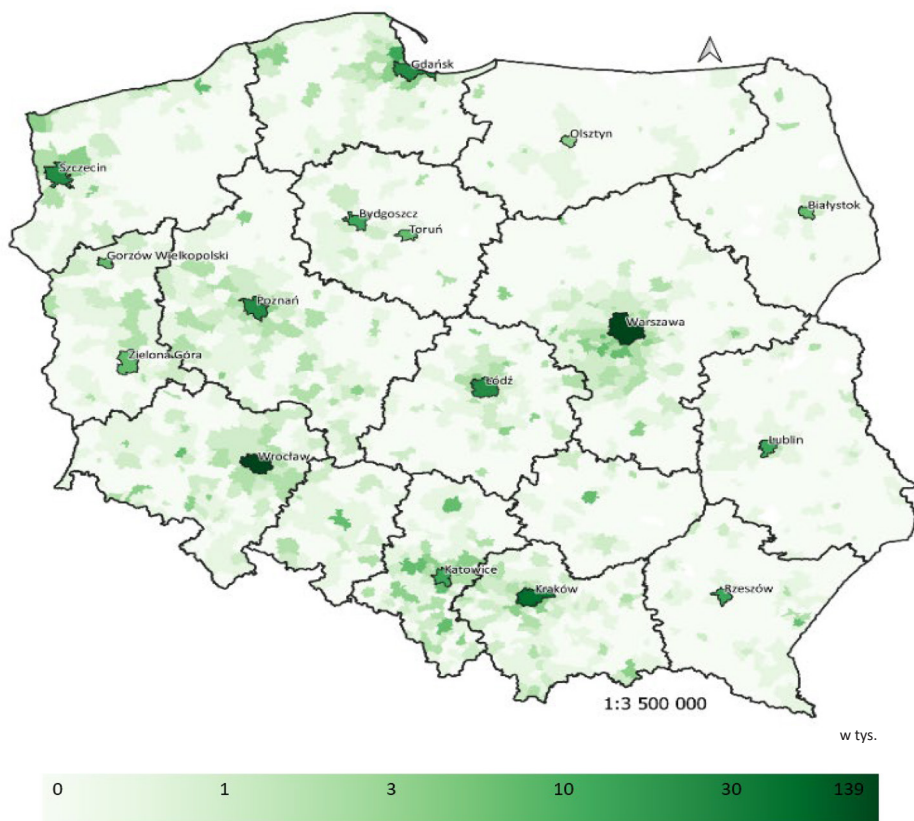 Gdańsk
Olsztyn
Szczecin
Białystok
Bydgoszcz
Toruń
Gorzów Wielkopolski
Poznań
Warszawa
Zielona Góra
Łódź
Lublin
Wrocław
Katowice
Kraków
Rzeszów
1:3 500 000
w tys.
0 1 3 10 30 139